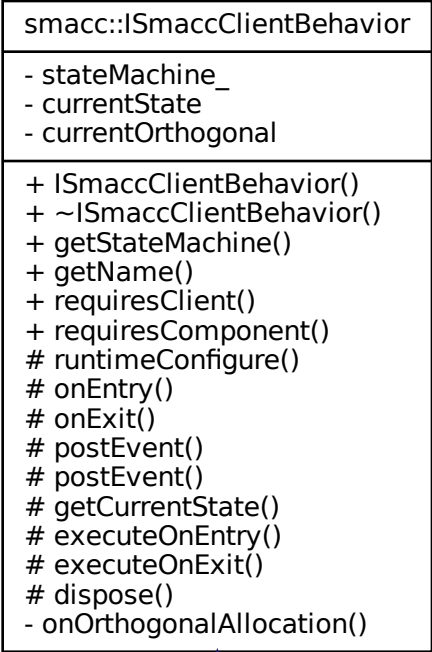 smacc::ISmaccClientBehavior
- stateMachine_
- currentState
- currentOrthogonal
+ ISmaccClientBehavior()
+ ~ISmaccClientBehavior()
+ getStateMachine()
+ getName()
+ requiresClient()
+ requiresComponent()
# runtimeConfigure()
# onEntry()
# onExit()
# postEvent()
# postEvent()
# getCurrentState()
# executeOnEntry()
# executeOnExit()
# dispose()
- onOrthogonalAllocation()